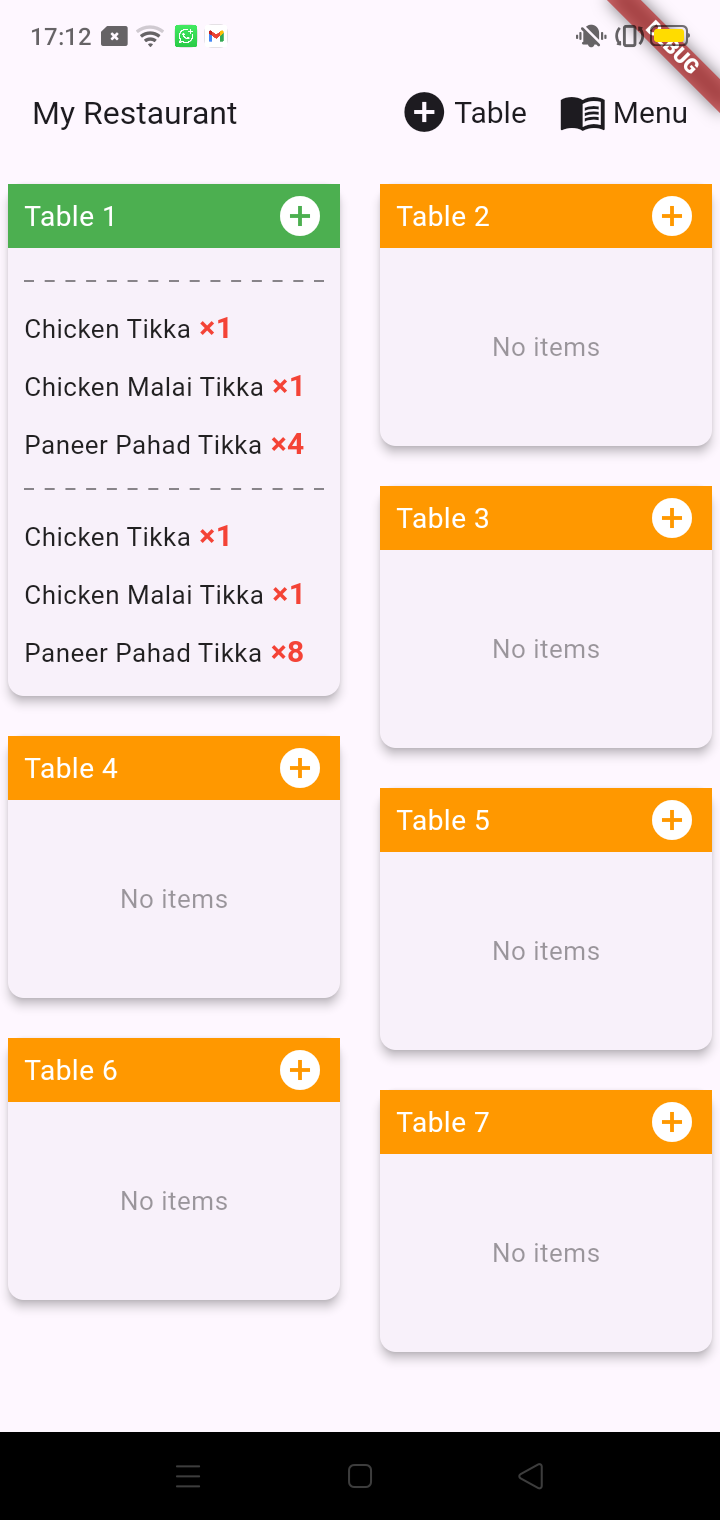 17:12
DEBUG
My Restaurant
Table
Menu
Table 1
Chicken Tikka ×1
Chicken Malai Tikka ×1
Paneer Pahad Tikka ×4
Chicken Tikka ×1
Chicken Malai Tikka ×1
Paneer Pahad Tikka ×8
Table 2
No items
Table 3
No items
Table 4
No items
Table 5
No items
Table 6
No items
Table 7
No items